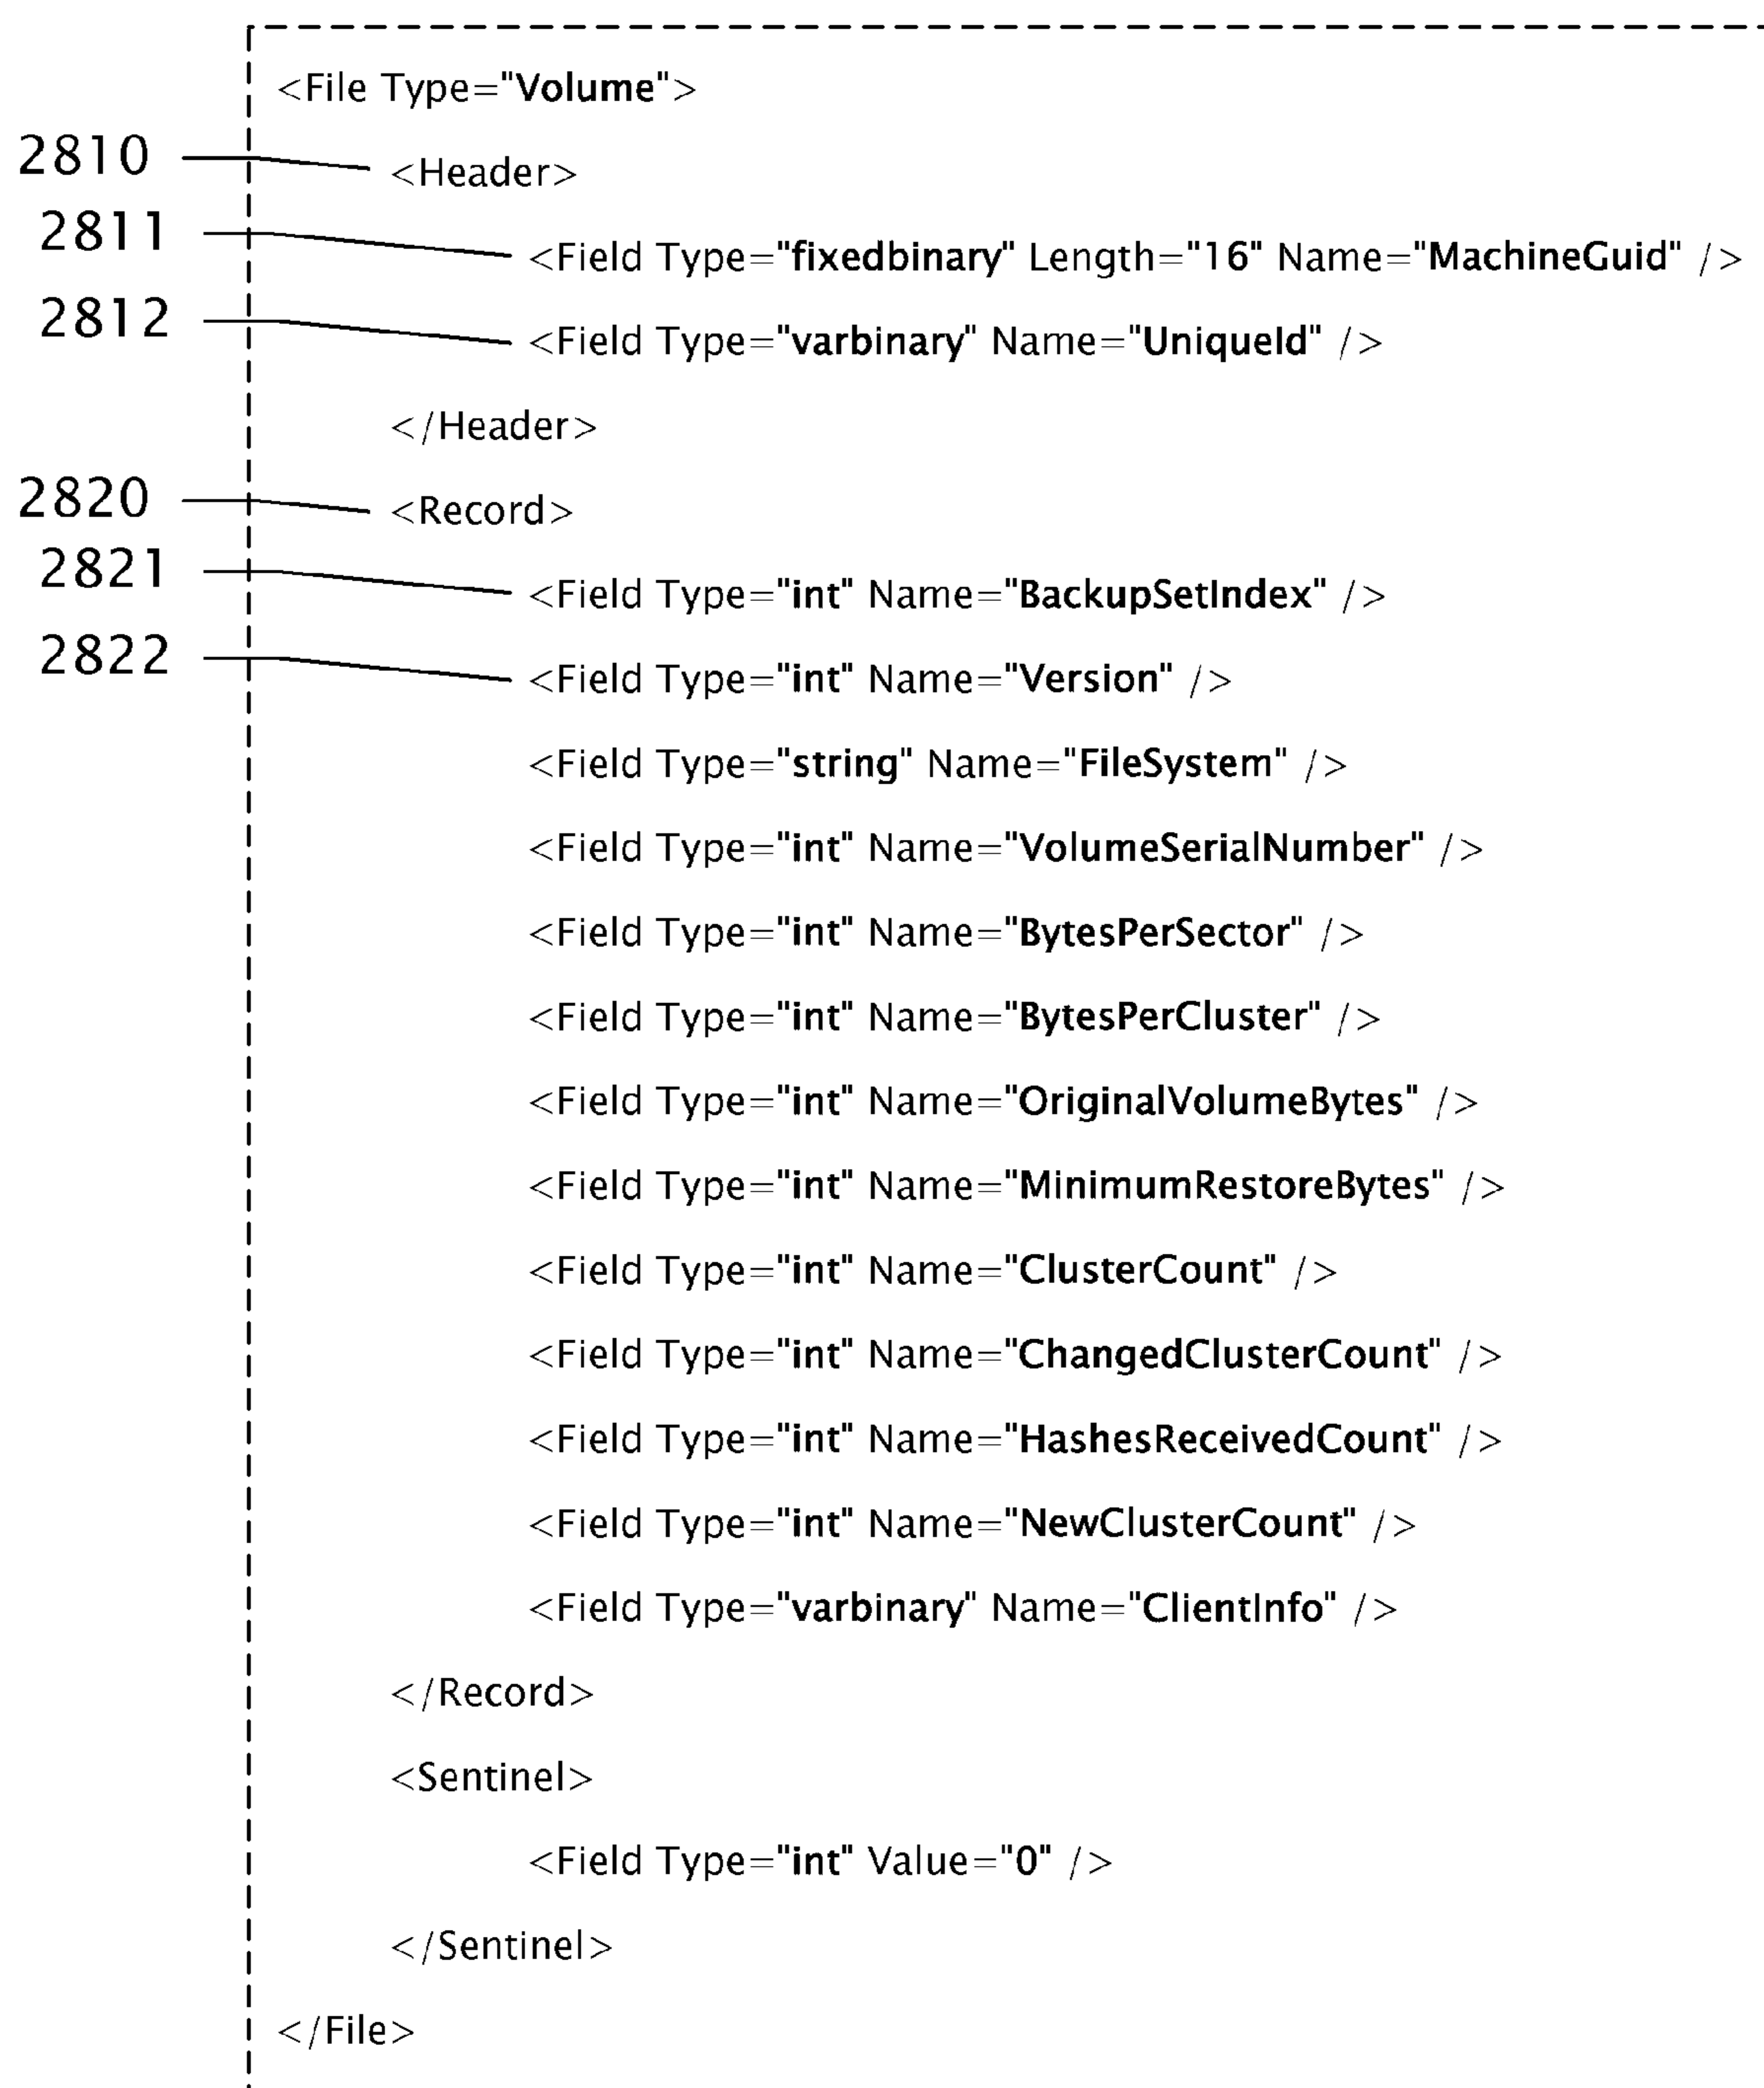 <File Type="Volume">
2810 <Header>
2811 <Field Type="fixedbinary" Length="16" Name="MachineGuid" />
2812 <Field Type="varbinary" Name="UniqueId" />
</Header>
2820 <Record>
2821 <Field Type="int" Name="BackupSetIndex" />
2822 <Field Type="int" Name="Version" />
<Field Type="string" Name="FileSystem" />
<Field Type="int" Name="VolumeSerialNumber" />
<Field Type="int" Name="BytesPerSector" />
<Field Type="int" Name="BytesPerCluster" />
<Field Type="int" Name="OriginalVolumeBytes" />
<Field Type="int" Name="MinimumRestoreBytes" />
<Field Type="int" Name="ClusterCount" />
<Field Type="int" Name="ChangedClusterCount" />
<Field Type="int" Name="HashesReceivedCount" />
<Field Type="int" Name="NewClusterCount" />
<Field Type="varbinary" Name="ClientInfo" />
</Record>
<Sentinel>
<Field Type="int" Value="0" />
</Sentinel>
</File>